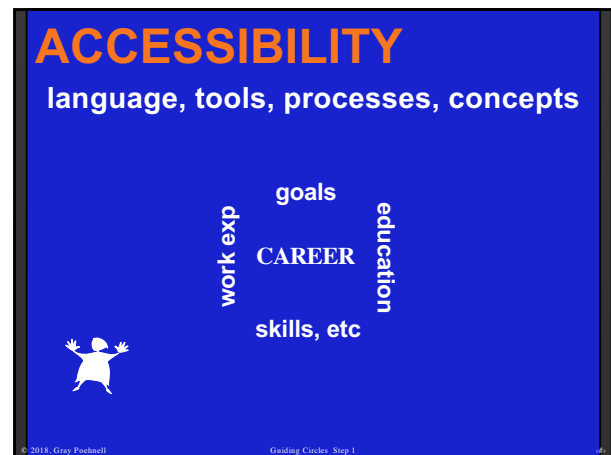 ACCESSIBILITY
language, tools, processes, concepts
goals
work exp
CAREER
education
skills, etc
© 2018, Gray Poehnell
Guiding Circles Step 1
‹#›